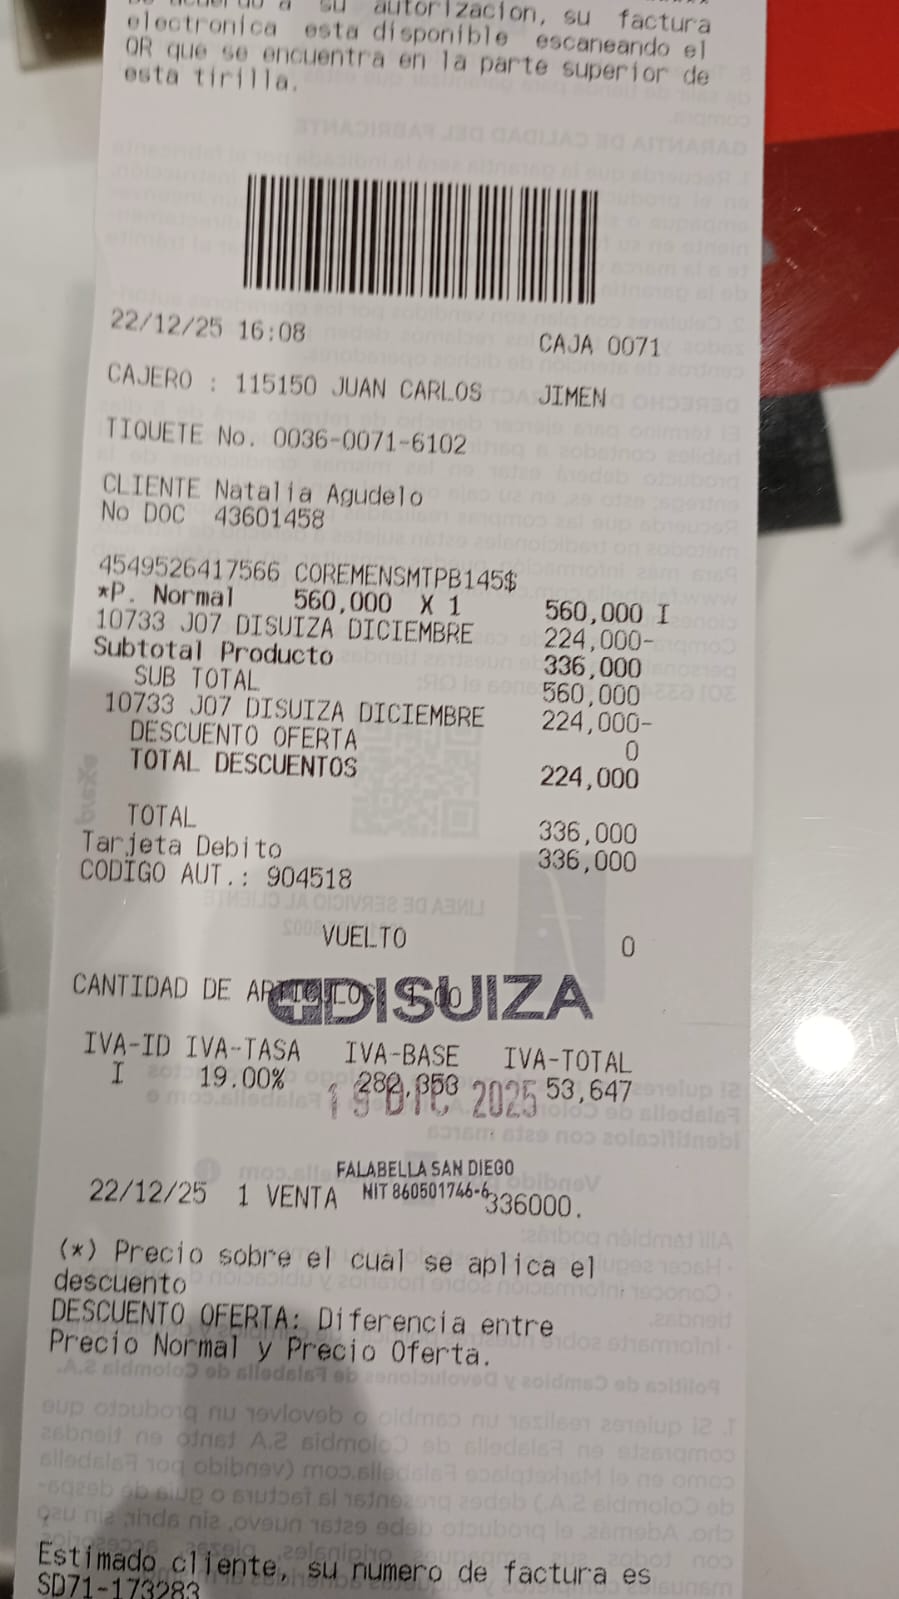 su autorizacion, su factura
electronica esta disponible escaneando el
QR que se encuentra en la parte superior de
esta tirilla.
22/12/25 16:08 CAJA 0071
CAJERO : 115150 JUAN CARLOS JIMEN
TIQUETE No. 0036-0071-6102
CLIENTE Natalia Agudelo
No DOC 43601458
4549526417566 COREMENSMTPB145$
*P. Normal 560,000 X 1 560,000 I
10733 J07 DISUIZA DICIEMBRE 224,000-
Subtotal Producto 336,000
SUB TOTAL 560,000
10733 J07 DISUIZA DICIEMBRE 224,000-
DESCUENTO OFERTA 0
TOTAL DESCUENTOS 224,000
TOTAL 336,000
Tarjeta Debito 336,000
CODIGO AUT.: 904518
VUELTO 0
CANTIDAD DE ARTICULOS
DISUIZA
IVA-ID IVA-TASA IVA-BASE IVA-TOTAL
I 19.00% 53,647
19 DIC 2025
FALABELLA SAN DIEGO
NIT 860501746-6
22/12/25 1 VENTA 336000.
(*) Precio sobre el cual se aplica el
descuento
DESCUENTO OFERTA: Diferencia entre
Precio Normal y Precio Oferta.
Estimado cliente, su numero de factura es
SD71-173283